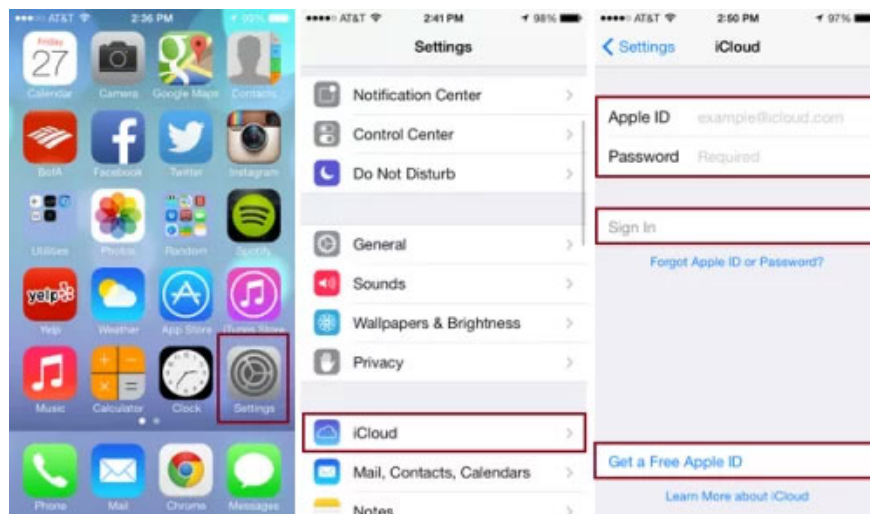 AT&T 2:36 PM 99%
Friday
27
Calendar Camera Google Maps Contacts
BofA Facebook Twitter Instagram
Utilities Photos Random Spotify
yelp
Yelp Weather App Store iTunes Store
Music Calculator Clock Settings
Phone Mail Chrome Messages
AT&T 2:41 PM 98%
Settings
Notification Center
Control Center
Do Not Disturb
General
Sounds
Wallpapers & Brightness
Privacy
iCloud
Mail, Contacts, Calendars
Notes
AT&T 2:50 PM 97%
Settings iCloud
Apple ID example@icloud.com
Password Required
Sign In
Forgot Apple ID or Password?
Get a Free Apple ID
Learn More about iCloud